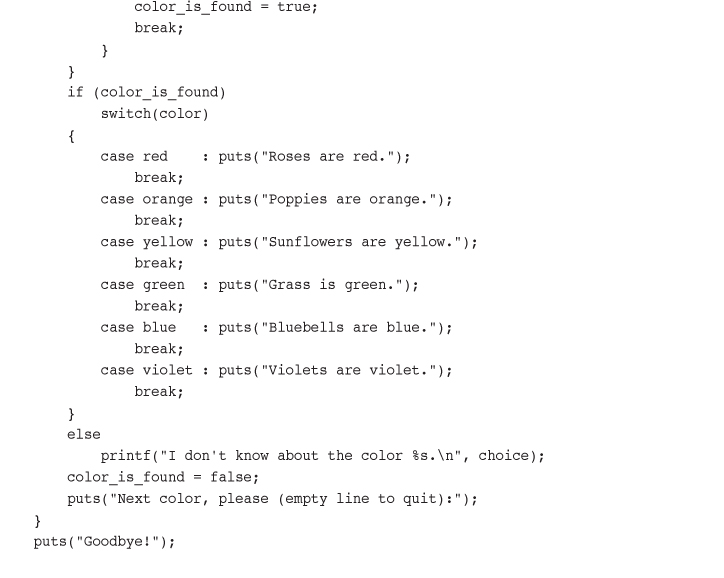 color_is_found = true;
            break;
        }
    }
    if (color_is_found)
        switch(color)
    {
        case red    : puts("Roses are red.");
            break;
        case orange : puts("Poppies are orange.");
            break;
        case yellow : puts("Sunflowers are yellow.");
            break;
        case green  : puts("Grass is green.");
            break;
        case blue   : puts("Bluebells are blue.");
            break;
        case violet : puts("Violets are violet.");
            break;
    }
    else
        printf("I don't know about the color %s.\n", choice);
    color_is_found = false;
    puts("Next color, please (empty line to quit):");
}
puts("Goodbye!");